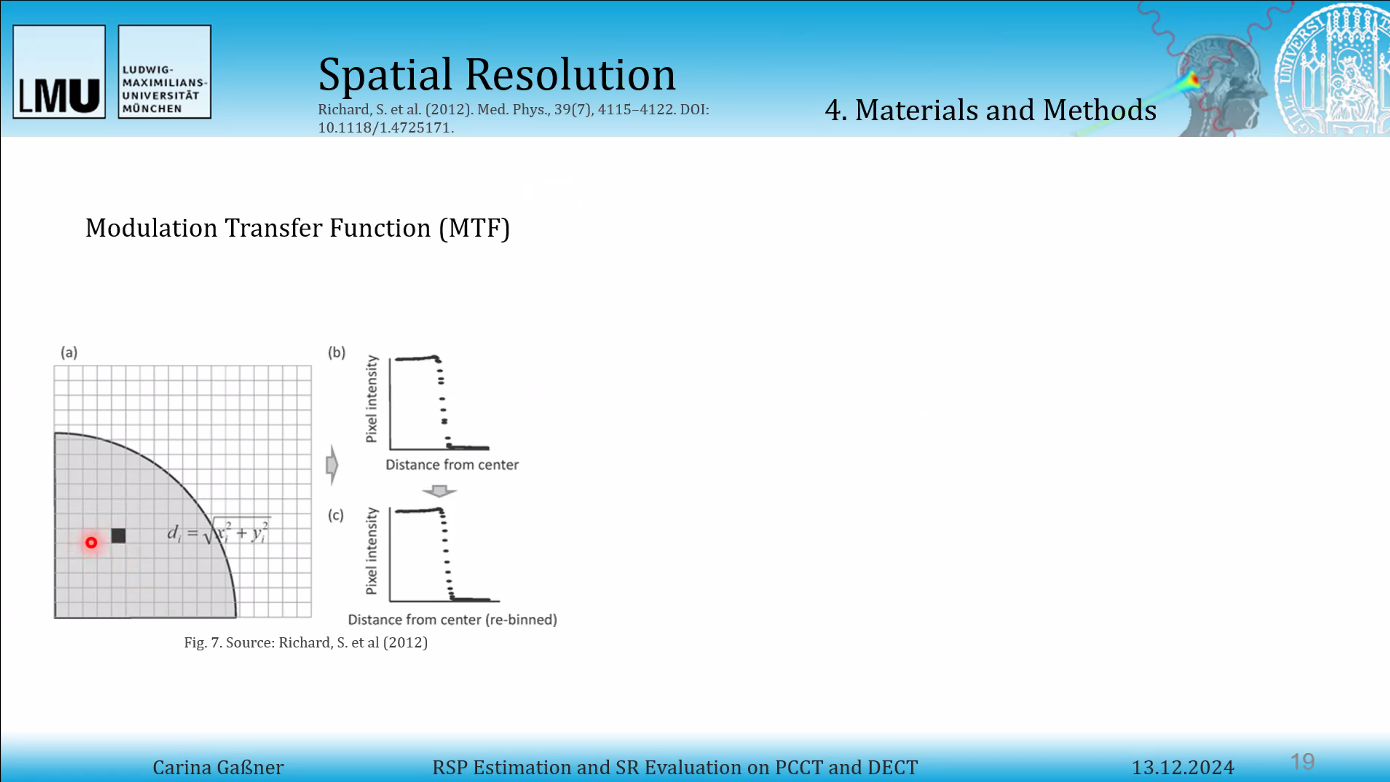 LMU
LUDWIG-
MAXIMILIANS-
UNIVERSITÄT
MÜNCHEN
Spatial Resolution
Richard, S. et al. (2012). Med. Phys., 39(7), 4115–4122. DOI:
10.1118/1.4725171.
4. Materials and Methods
Modulation Transfer Function (MTF)
(a)
d_i = √x_i^2 + y_i^2
(b)
Pixel intensity
Distance from center
(c)
Pixel intensity
Distance from center (re-binned)
Fig. 7. Source: Richard, S. et al (2012)
Carina Gaßner
RSP Estimation and SR Evaluation on PCCT and DECT
13.12.2024
19